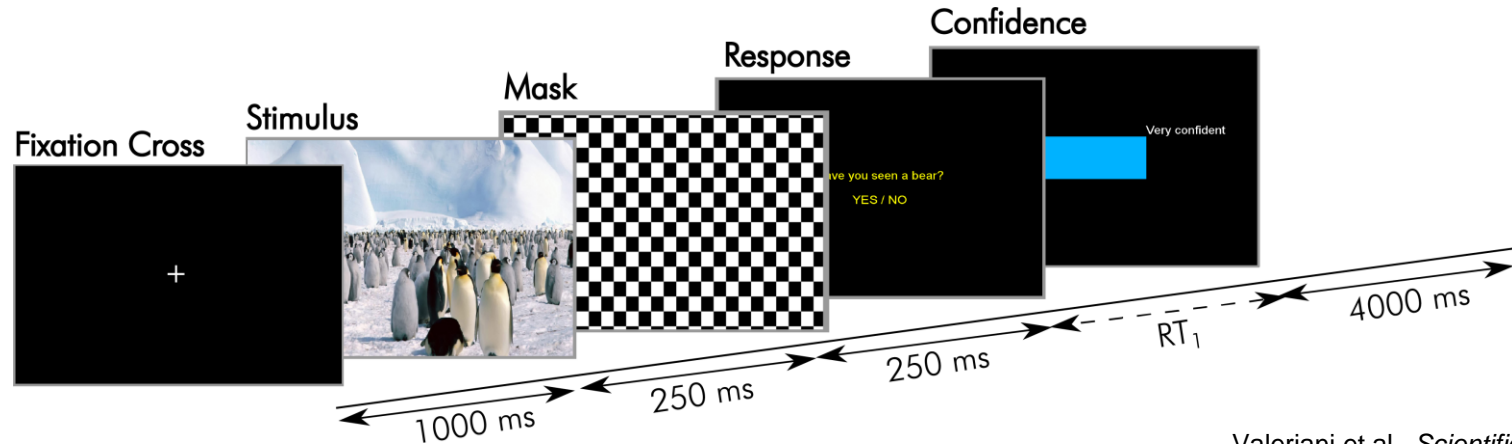 Fixation Cross
Stimulus
Mask
Response
Confidence
ave you seen a bear?
YES / NO
Very confident
1000 ms
250 ms
250 ms
RT₁
4000 ms
Valeriani et al., Scientific